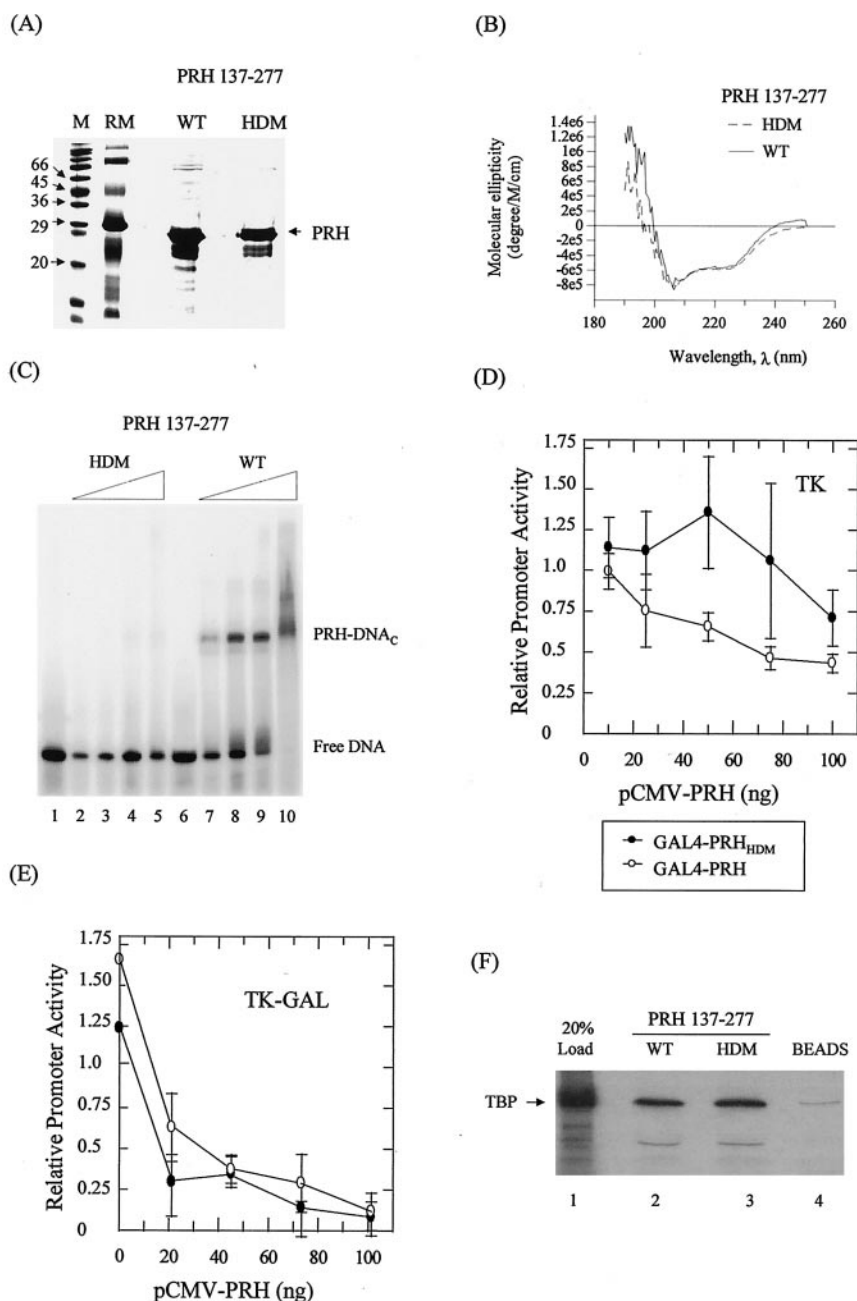 (A)
PRH 137-277
M RM WT HDM
66
45
36
29
20
PRH
(B)
PRH 137-277
HDM
WT
Molecular ellipticity
(degree/M/cm)
1.4e6
1.2e6
1e6
8e5
6e5
4e5
2e5
0
-2e5
-4e5
-6e5
-8e5
180 200 220 240 260
Wavelength, λ (nm)
(C)
PRH 137-277
HDM WT
PRH-DNAC
Free DNA
1 2 3 4 5 6 7 8 9 10
(D)
TK
Relative Promoter Activity
1.75
1.50
1.25
1.0
0.75
0.5
0.25
0
0 20 40 60 80 100
pCMV-PRH (ng)
GAL4-PRHHDM
GAL4-PRH
(E)
TK-GAL
Relative Promoter Activity
1.75
1.50
1.25
1.0
0.75
0.5
0.25
0
0 20 40 60 80 100
pCMV-PRH (ng)
(F)
20%
Load
PRH 137-277
WT HDM BEADS
TBP
1 2 3 4